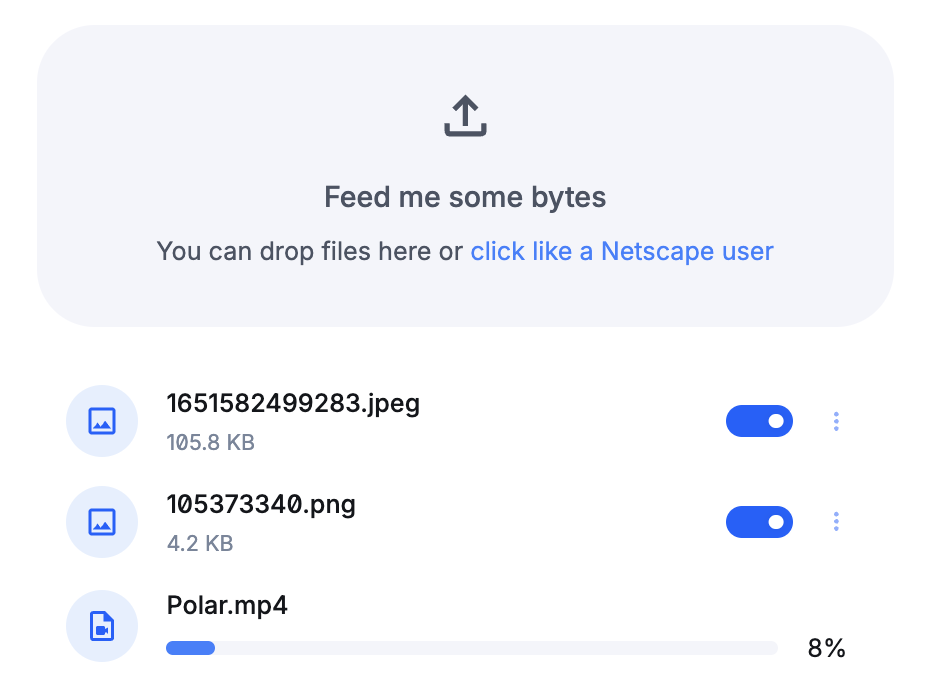 Feed me some bytes
You can drop files here or click like a Netscape user
1651582499283.jpeg
105.8 KB
105373340.png
4.2 KB
Polar.mp4
8%